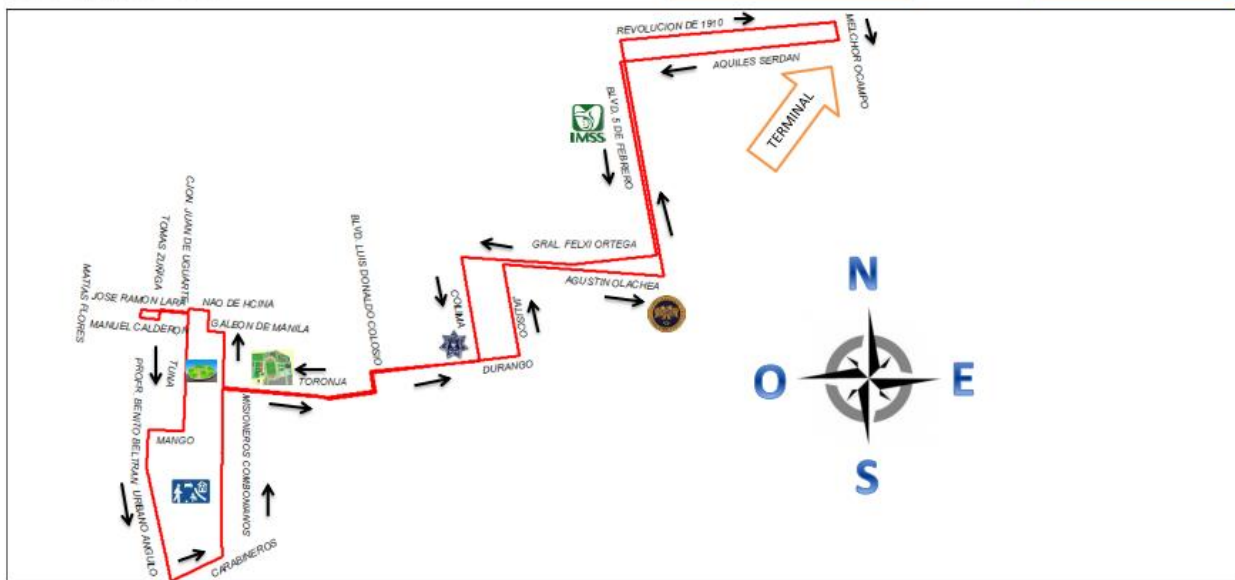 REVOLUCION DE 1910
MELCHOR OCAMPO
AQUILES SERDAN
TERMINAL
BLVD. 5 DE FEBRERO
IMSS
GRAL. FELXI ORTEGA
AGUSTIN OLACHEA
COLIMA
JALISCO
DURANGO
BLVD. LUIS DONALDO COLOSIO
TORONJA
CJON. JUAN DE UGUARTE
TOMAS ZUÑIGA
MATIAS FLORES
JOSE RAMON LARA
NAO DE HCINA
MANUEL CALDERON
GALEON DE MANILA
TUNA
PROFR. BENITO BELTRAN
MANGO
MISIONEROS COMBONIANOS
URBANO ANGULO
CARABINEROS
N
O
E
S